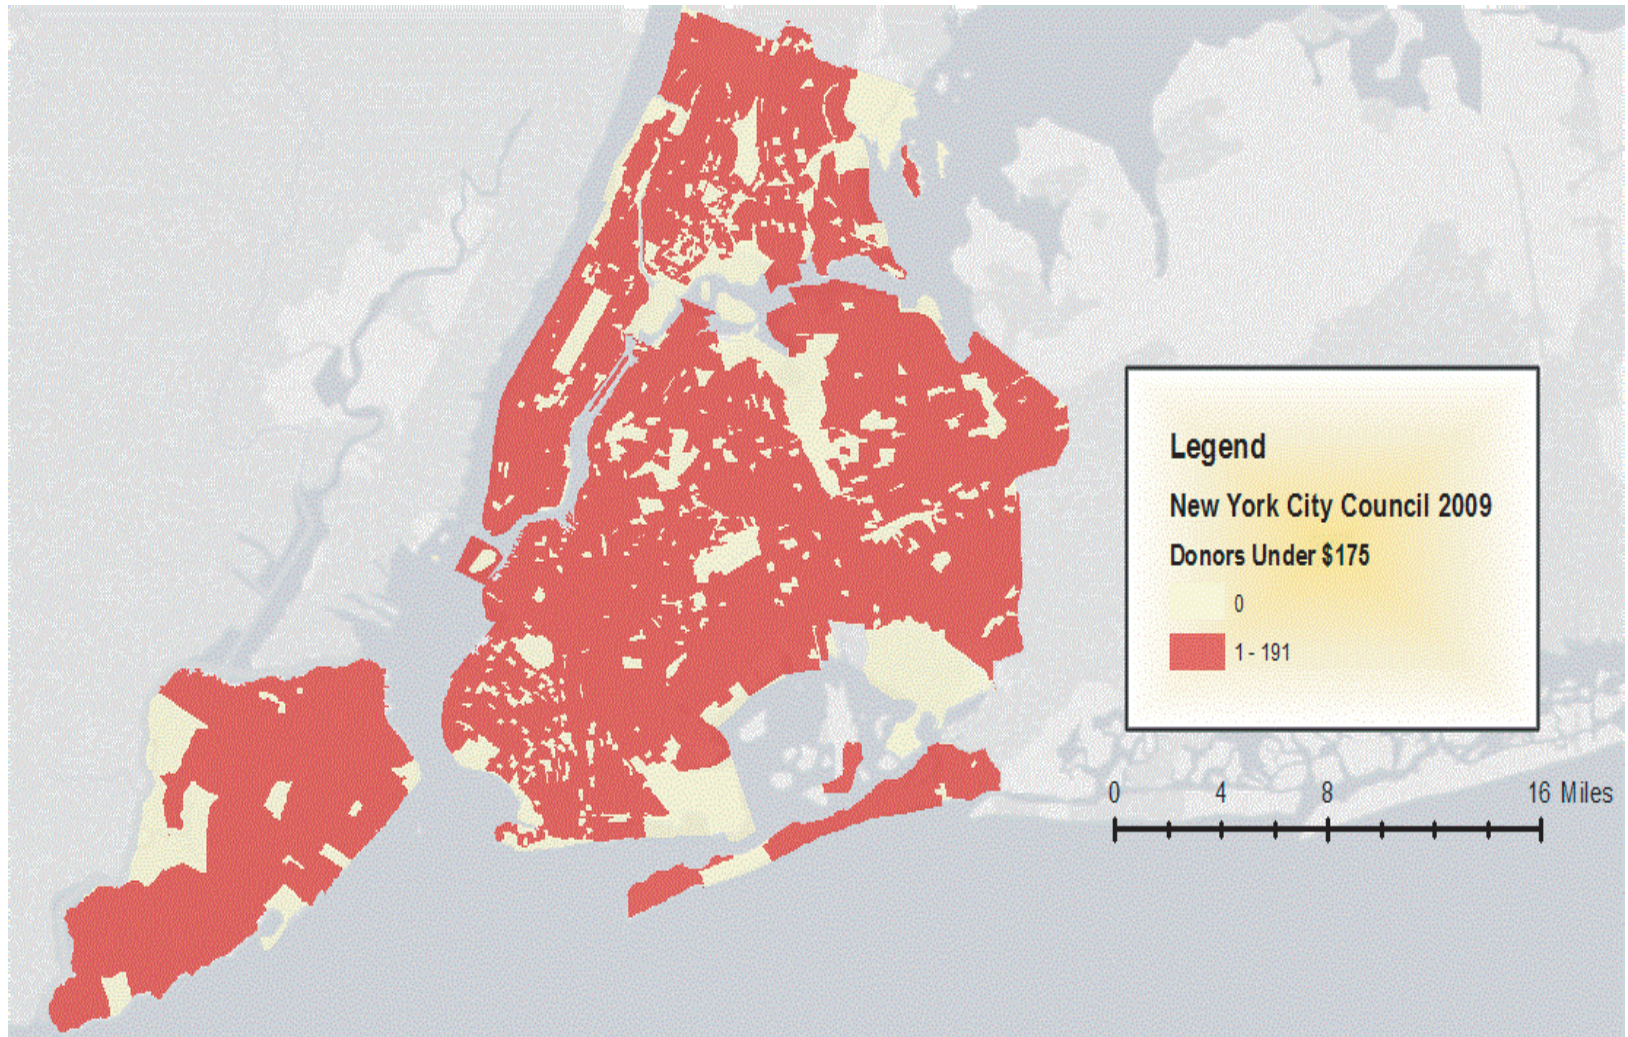 Legend
New York City Council 2009
Donors Under $175
0
1 - 191
0 4 8 16 Miles